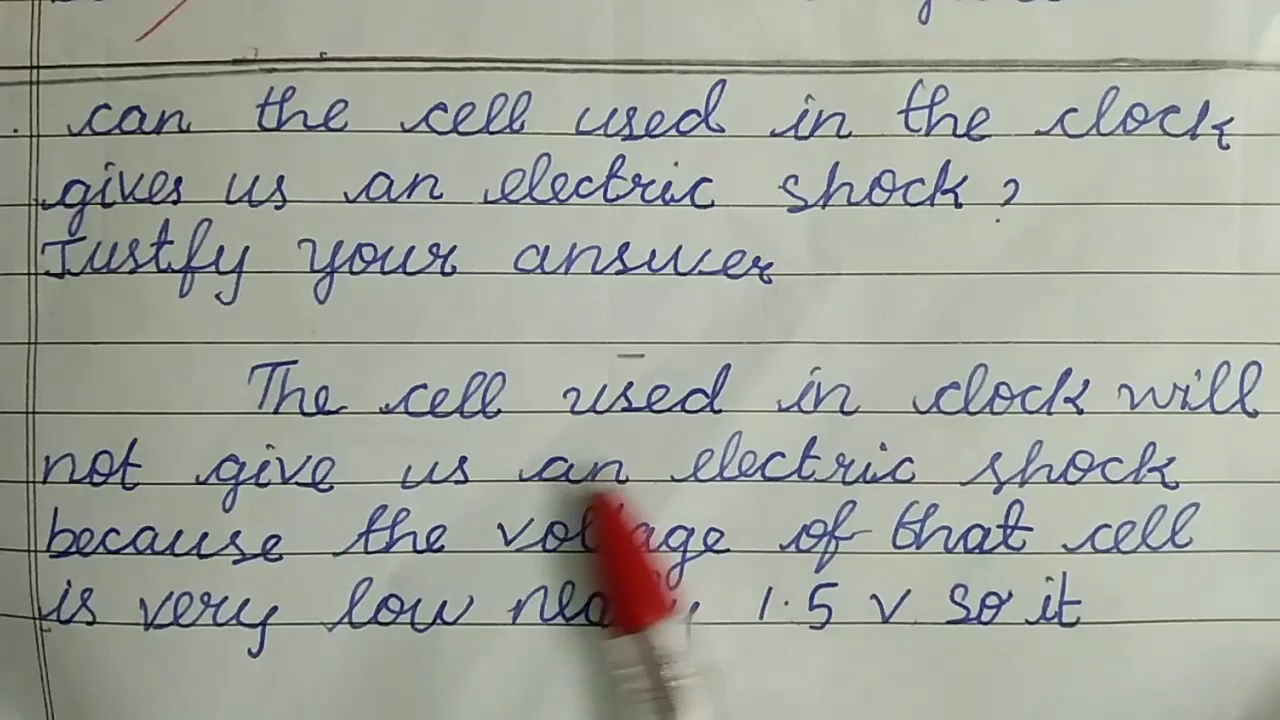 can the cell used in the clock
gives us an electric shock?
Justfy your answer
The cell used in clock will
not give us an electric shock
because the voltage of that cell
is very low 1.5 v so it